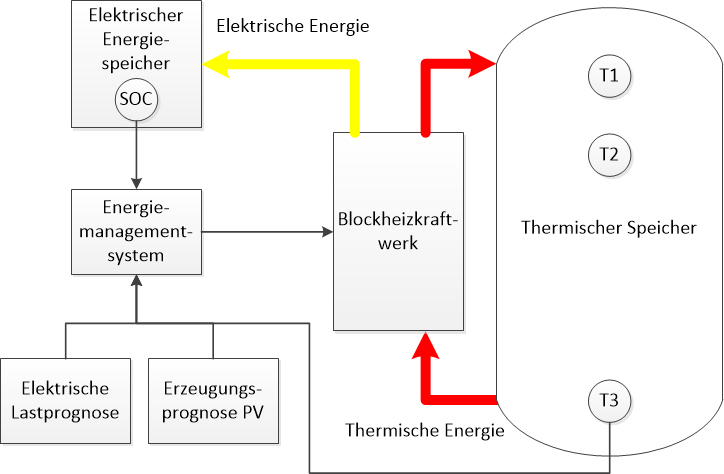 Elektrischer
Energie-
speicher
SOC
Elektrische Energie
T1
T2
Energie-
management-
system
Blockheizkraft-
werk
Thermischer Speicher
Elektrische
Lastprognose
Erzeugungs-
prognose PV
Thermische Energie
T3